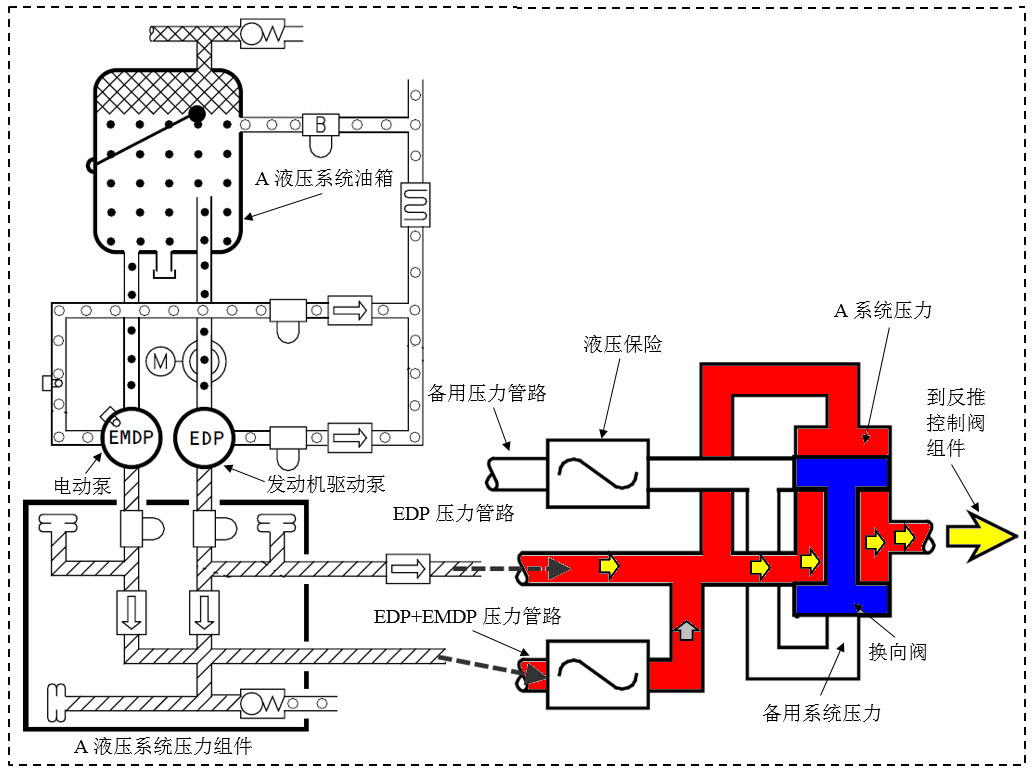 B
A 液压系统油箱
M
EMDP
EDP
电动泵
发动机驱动泵
A 液压系统压力组件
A 系统压力
液压保险
备用压力管路
到反推
控制阀
组件
EDP 压力管路
EDP+EMDP 压力管路
换向阀
备用系统压力